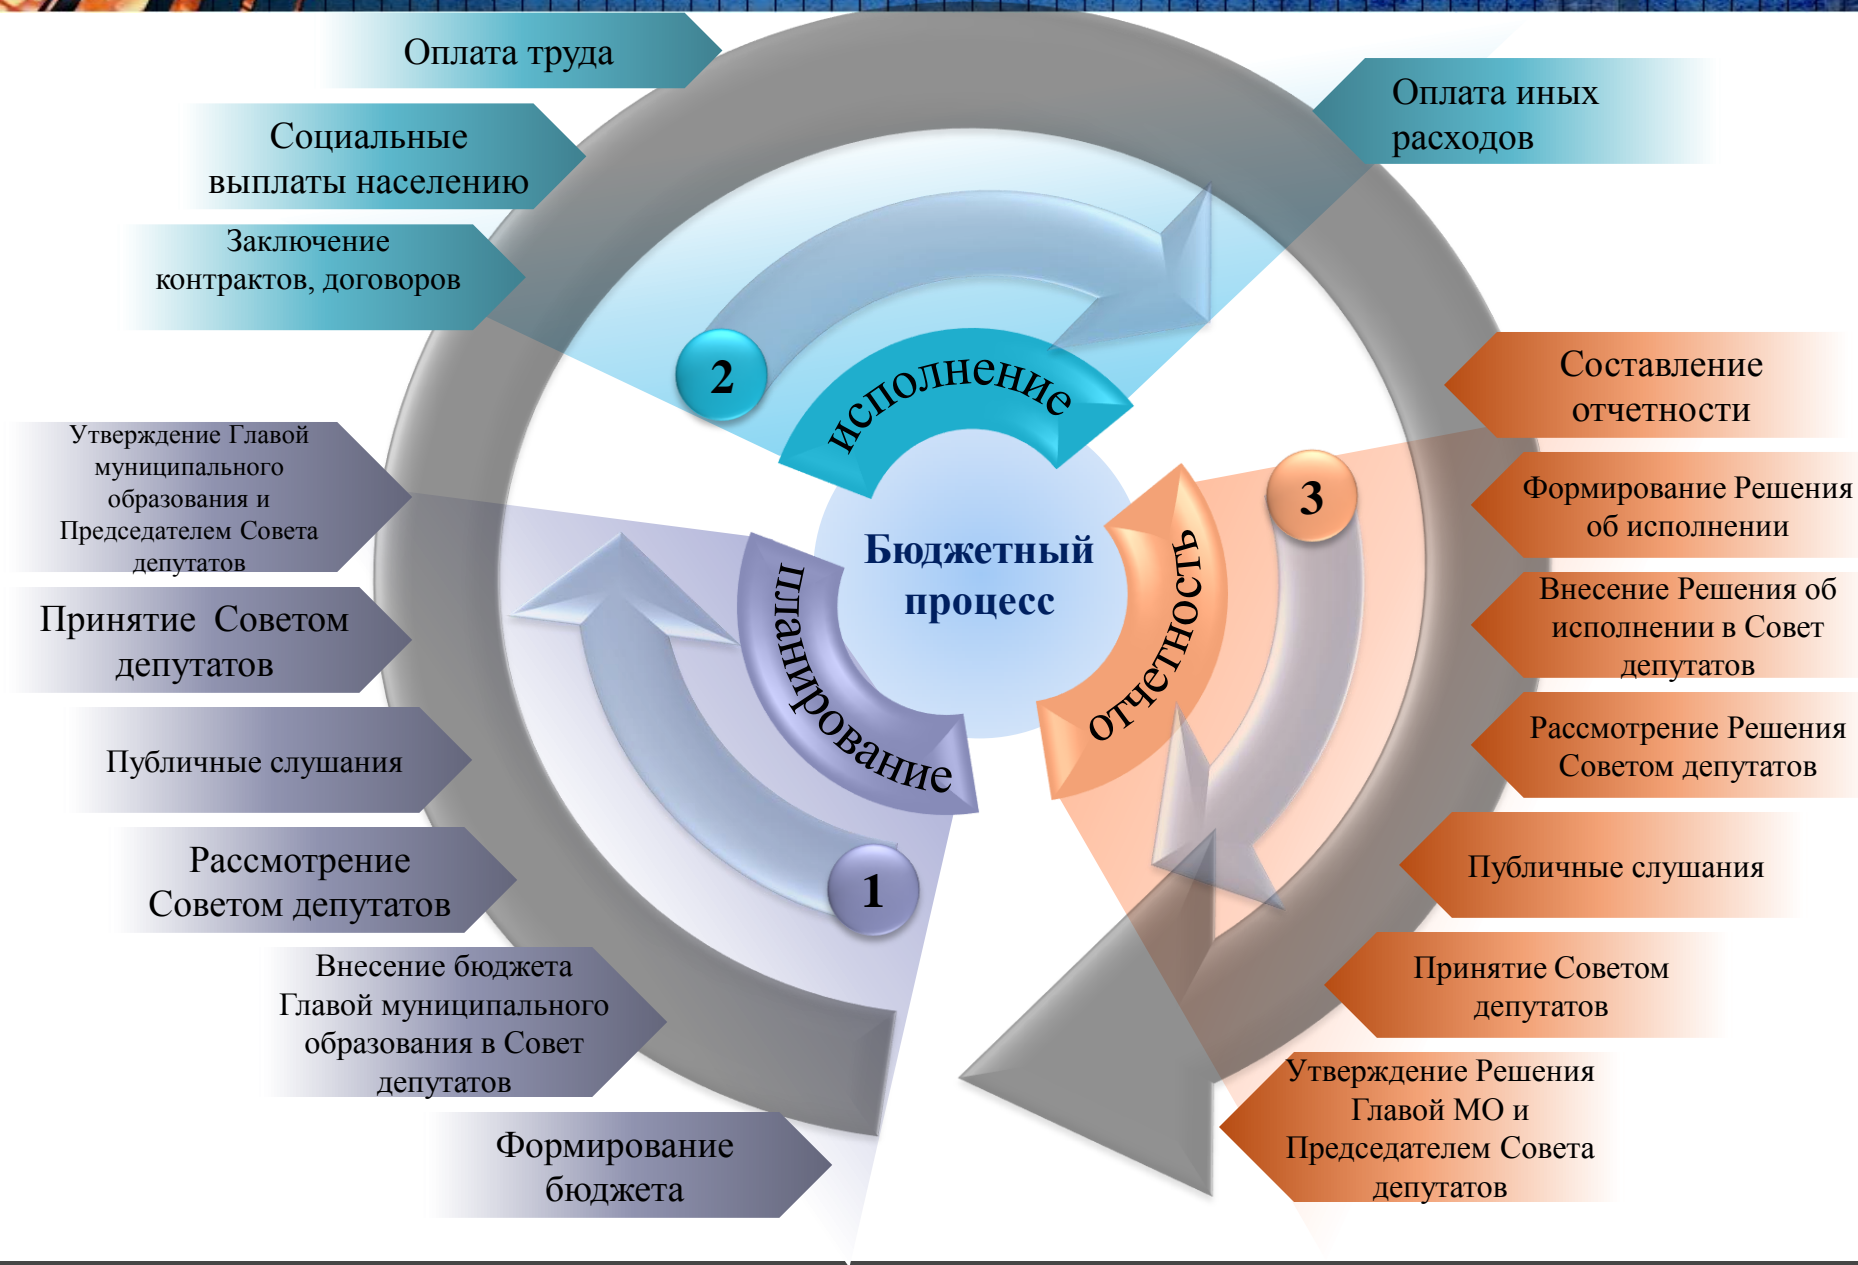 Оплата труда
Социальные
выплаты населению
Заключение
контрактов, договоров
Оплата иных
расходов
2
исполнение
Утверждение Главой
муниципального
образования и
Председателем Совета
депутатов
Принятие Советом
депутатов
Публичные слушания
Рассмотрение
Советом депутатов
Внесение бюджета
Главой муниципального
образования в Совет
депутатов
Формирование
бюджета
1
планирование
Бюджетный
процесс
отчетность
3
Составление
отчетности
Формирование Решения
об исполнении
Внесение Решения об
исполнении в Совет
депутатов
Рассмотрение Решения
Советом депутатов
Публичные слушания
Принятие Советом
депутатов
Утверждение Решения
Главой МО и
Председателем Совета
депутатов